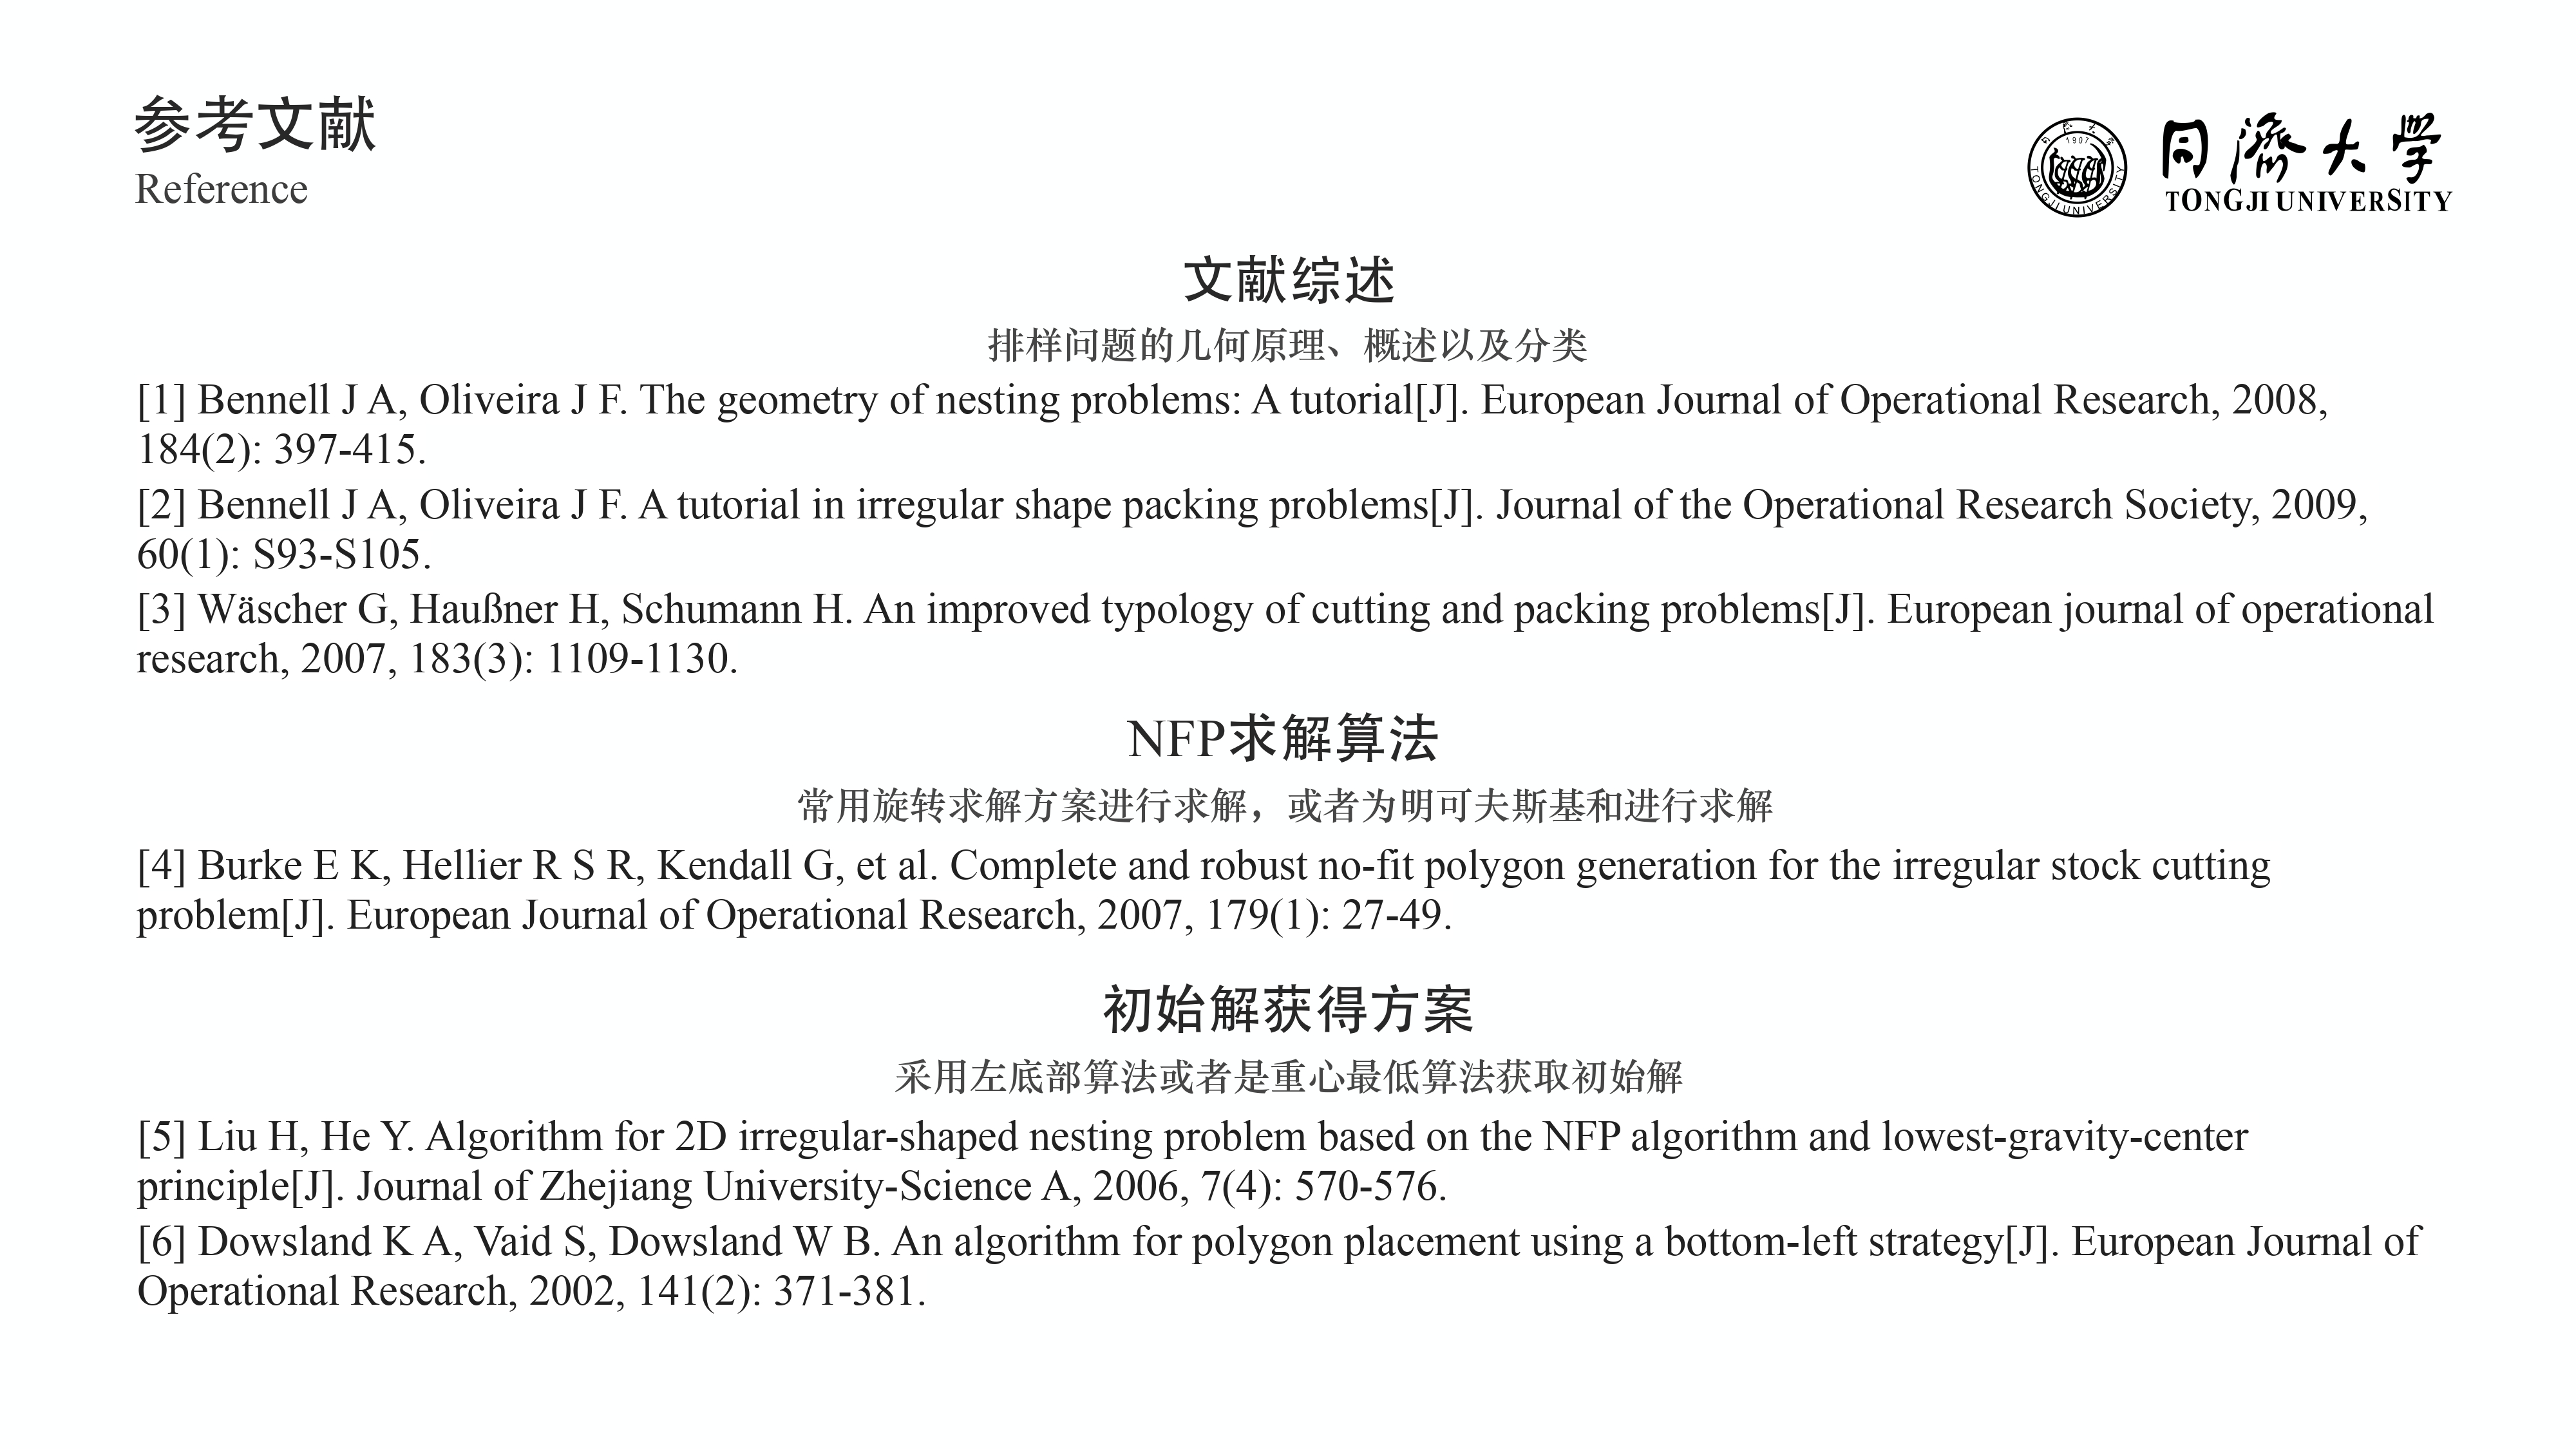 参考文献
Reference
1907
TONGJI UNIVERSITY
同濟大學
TONGJI UNIVERSITY
文献综述
排样问题的几何原理、概述以及分类
[1] Bennell J A, Oliveira J F. The geometry of nesting problems: A tutorial[J]. European Journal of Operational Research, 2008,
184(2): 397-415.
[2] Bennell J A, Oliveira J F. A tutorial in irregular shape packing problems[J]. Journal of the Operational Research Society, 2009,
60(1): S93-S105.
[3] Wäscher G, Haußner H, Schumann H. An improved typology of cutting and packing problems[J]. European journal of operational
research, 2007, 183(3): 1109-1130.
NFP求解算法
常用旋转求解方案进行求解，或者为明可夫斯基和进行求解
[4] Burke E K, Hellier R S R, Kendall G, et al. Complete and robust no-fit polygon generation for the irregular stock cutting
problem[J]. European Journal of Operational Research, 2007, 179(1): 27-49.
初始解获得方案
采用左底部算法或者是重心最低算法获取初始解
[5] Liu H, He Y. Algorithm for 2D irregular-shaped nesting problem based on the NFP algorithm and lowest-gravity-center
principle[J]. Journal of Zhejiang University-Science A, 2006, 7(4): 570-576.
[6] Dowsland K A, Vaid S, Dowsland W B. An algorithm for polygon placement using a bottom-left strategy[J]. European Journal of
Operational Research, 2002, 141(2): 371-381.